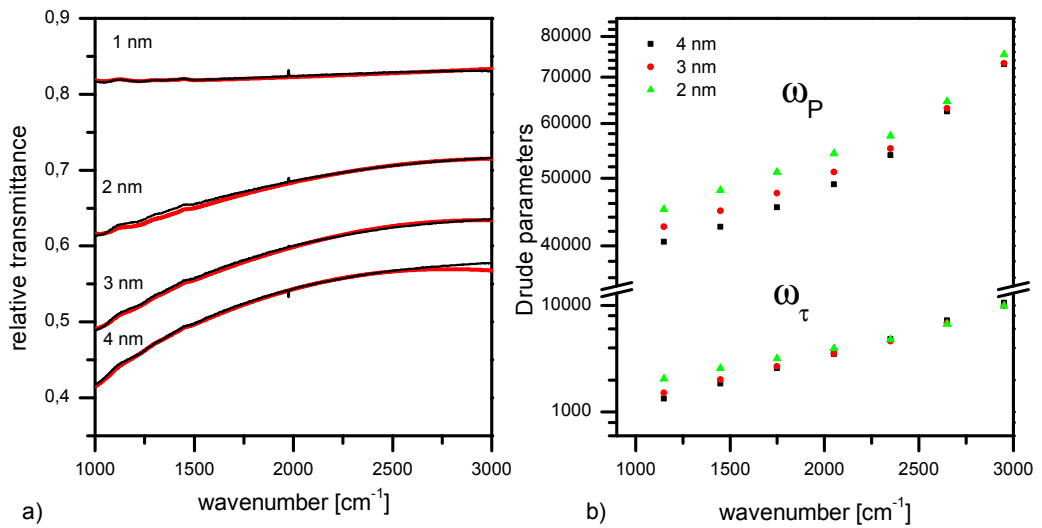 0,9
0,8
0,7
0,6
0,5
0,4
relative transmittance
1 nm
2 nm
3 nm
4 nm
1000 1500 2000 2500 3000
wavenumber [cm⁻¹]
a)
80000
70000
60000
50000
40000
10000
1000
Drude parameters
4 nm
3 nm
2 nm
ω_P
ω_τ
1000 1500 2000 2500 3000
wavenumber [cm⁻¹]
b)